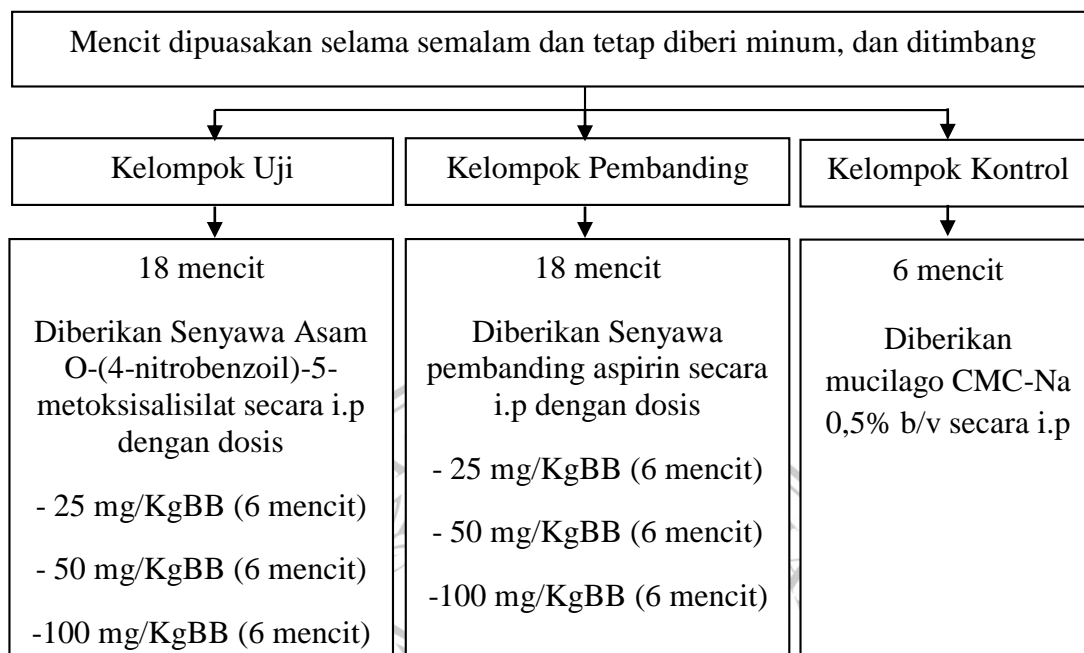 Mencit dipuasakan selama semalam dan tetap diberi minum, dan ditimbang
Kelompok Uji
Kelompok Pembanding
Kelompok Kontrol
18 mencit
Diberikan Senyawa Asam
O-(4-nitrobenzoil)-5-
metoksisalisilat secara i.p
dengan dosis
- 25 mg/KgBB (6 mencit)
- 50 mg/KgBB (6 mencit)
-100 mg/KgBB (6 mencit)
18 mencit
Diberikan Senyawa
pembanding aspirin secara
i.p dengan dosis
- 25 mg/KgBB (6 mencit)
- 50 mg/KgBB (6 mencit)
-100 mg/KgBB (6 mencit)
6 mencit
Diberikan
mucilago CMC-Na
0,5% b/v secara i.p